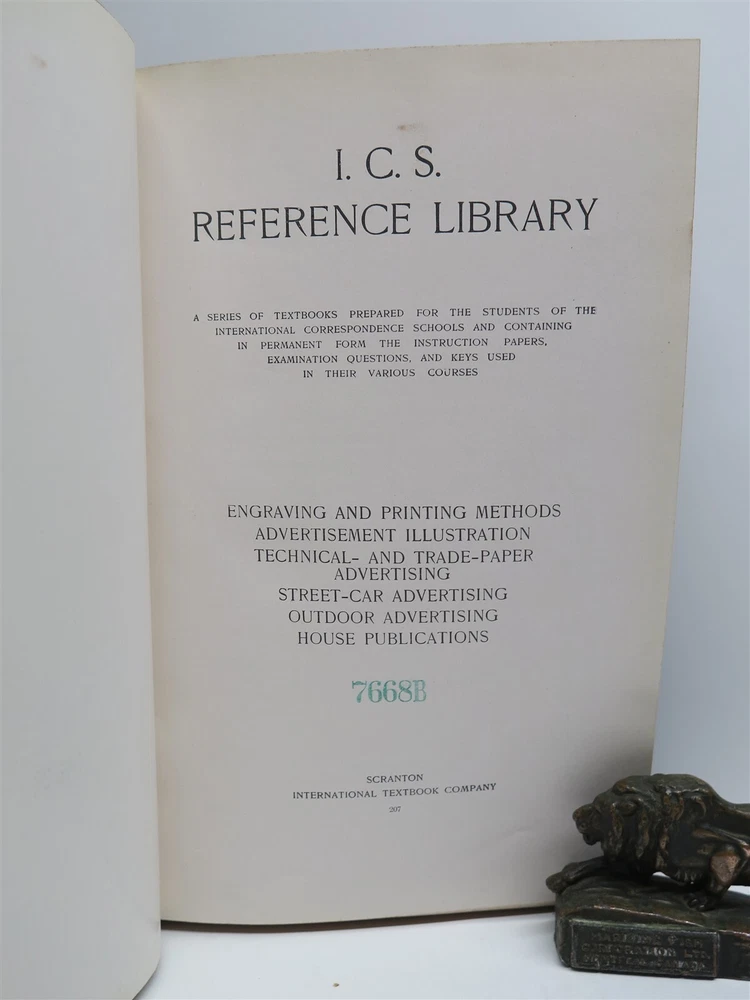 I. C. S.
REFERENCE LIBRARY
A SERIES OF TEXTBOOKS PREPARED FOR THE STUDENTS OF THE
INTERNATIONAL CORRESPONDENCE SCHOOLS AND CONTAINING
IN PERMANENT FORM THE INSTRUCTION PAPERS,
EXAMINATION QUESTIONS, AND KEYS USED
IN THEIR VARIOUS COURSES
ENGRAVING AND PRINTING METHODS
ADVERTISEMENT ILLUSTRATION
TECHNICAL- AND TRADE-PAPER
ADVERTISING
STREET-CAR ADVERTISING
OUTDOOR ADVERTISING
HOUSE PUBLICATIONS
7668B
SCRANTON
INTERNATIONAL TEXTBOOK COMPANY
207
CORPORATION LTD.